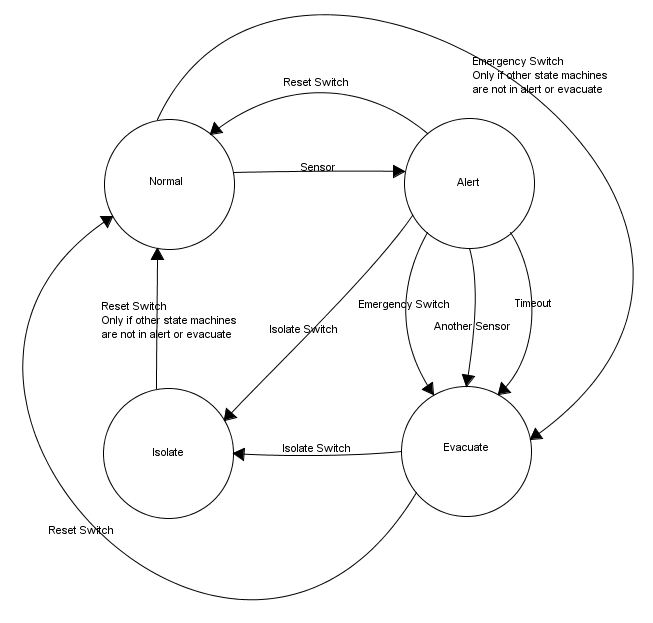 Emergency Switch
Only if other state machines
are not in alert or evacuate
Reset Switch
Sensor
Normal
Alert
Reset Switch
Only if other state machines
are not in alert or evacuate
Emergency Switch
Timeout
Another Sensor
Isolate Switch
Isolate Switch
Evacuate
Isolate
Reset Switch